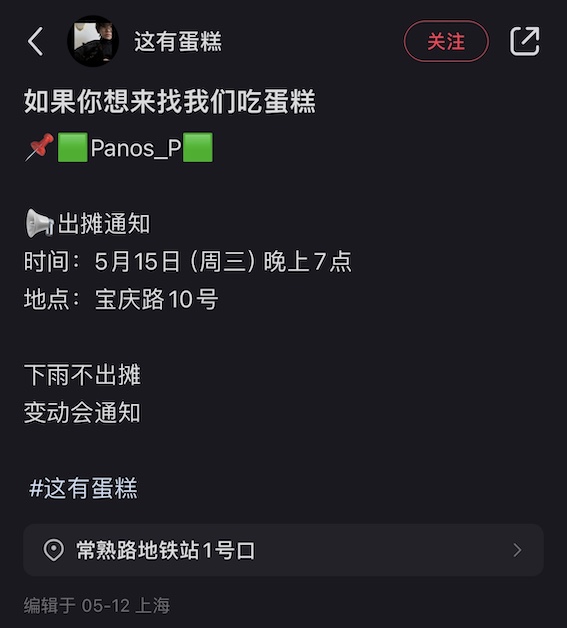 这有蛋糕
关注
如果你想来找我们吃蛋糕
📌🟩Panos_P🟩
📢出摊通知
时间：5月15日（周三）晚上7点
地点：宝庆路10号
下雨不出摊
变动会通知
#这有蛋糕
常熟路地铁站1号口
编辑于 05-12 上海